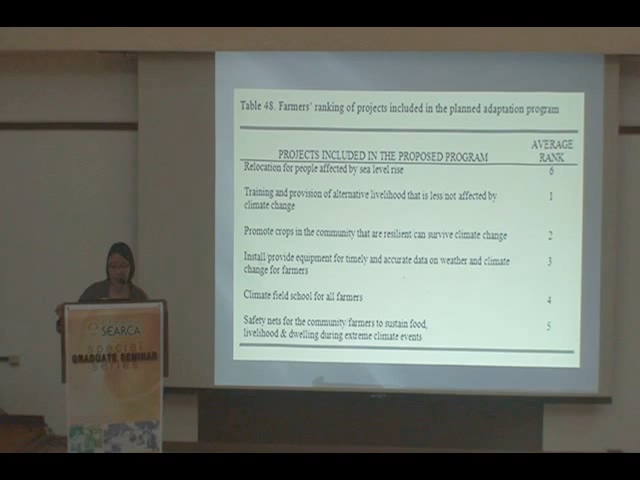 Table 48. Farmers' ranking of projects included in the planned adaptation program
PROJECTS INCLUDED IN THE PROPOSED PROGRAM
AVERAGE
RANK
Relocation for people affected by sea level rise 6
Training and provision of alternative livelihood that is less not affected by
climate change 1
Promote crops in the community that are resilient can survive climate change 2
Install provide equipment for timely and accurate data on weather and climate
change for farmers 3
Climate field school for all farmers 4
Safety nets for the community/farmers to sustain food,
livelihood & dwelling during extreme climate events 5
SEARCA
special
GRADUATE SEMINAR
series